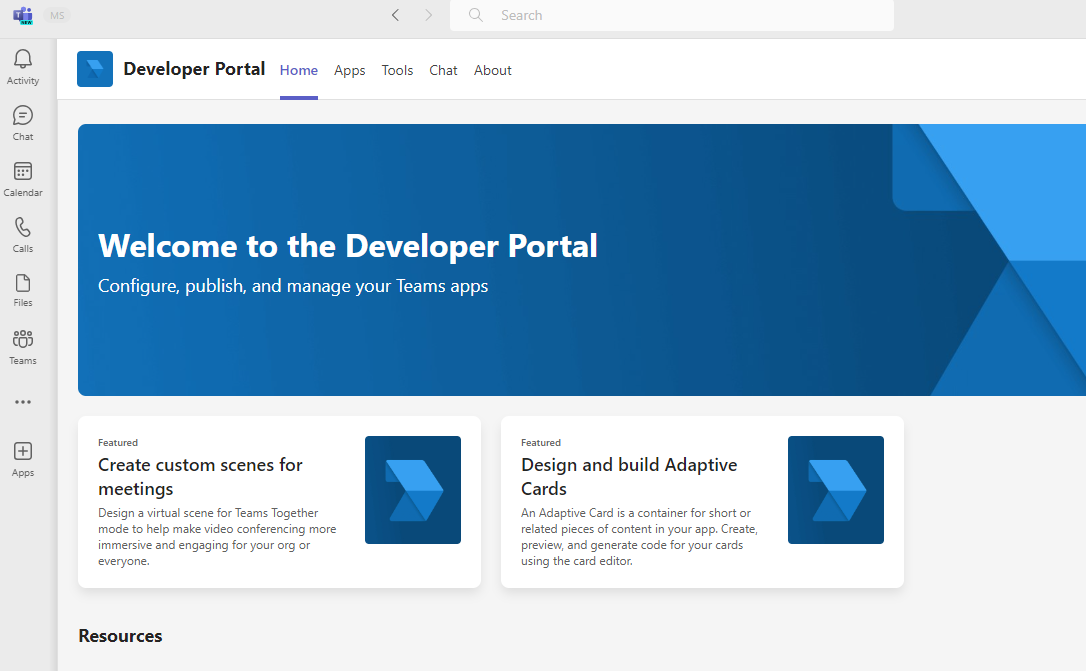 NEW
MS
Search
Activity
Chat
Calendar
Calls
Files
Teams
Apps
Developer Portal
Home
Apps
Tools
Chat
About
Welcome to the Developer Portal
Configure, publish, and manage your Teams apps
Featured
Create custom scenes for
meetings
Design a virtual scene for Teams Together
mode to help make video conferencing more
immersive and engaging for your org or
everyone.
Featured
Design and build Adaptive
Cards
An Adaptive Card is a container for short or
related pieces of content in your app. Create,
preview, and generate code for your cards
using the card editor.
Resources